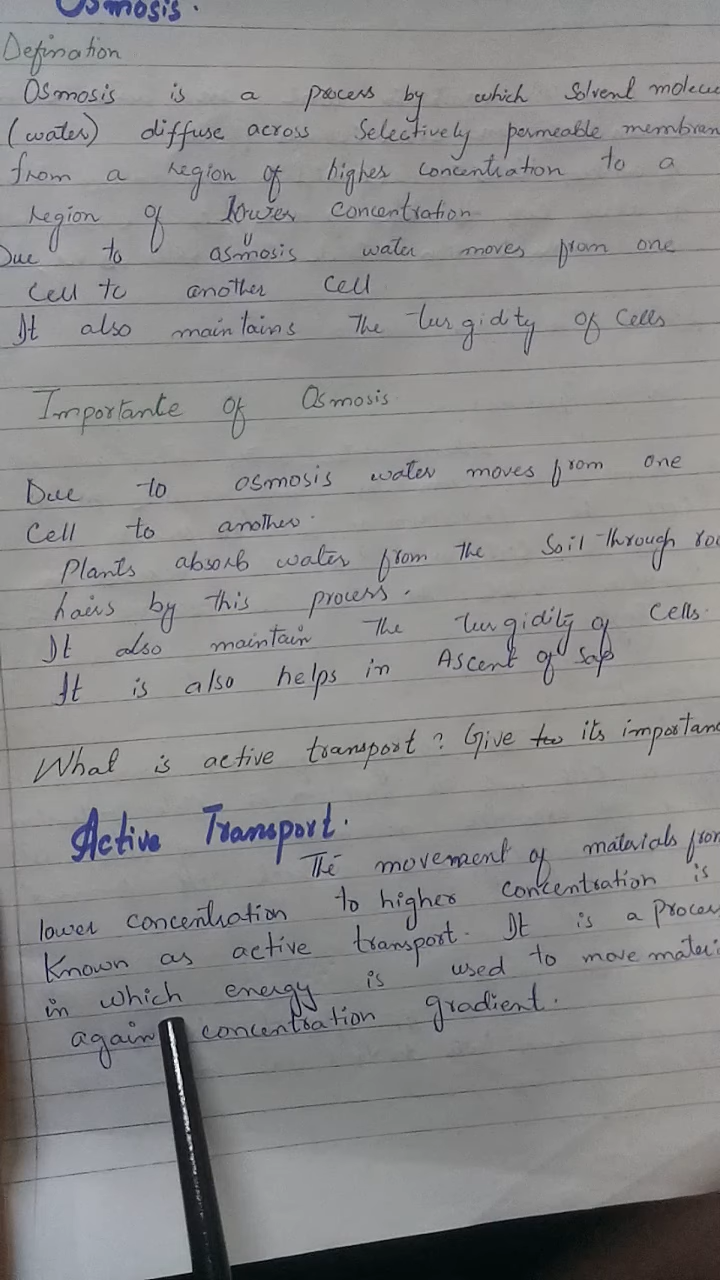 Osmosis.
Defination
Osmosis is a process by which Solvent molecu
(water) diffuse across Selectively permeable membran
from a region of higher concentration to a
region of lower concentration
Due to osmosis water moves from one
Cell to another Cell
It also maintains The turgidity of Cells
Importante of Osmosis
Due to osmosis water moves from one
Cell to another.
Plants absorb water from the Soil Through roo
hairs by This process.
It also maintain The turgidity of Cells.
It is also helps in Ascent of Sap
What is active transport? Give to its importanc
Active Transport.
The movement of materials from
lower concentration to higher concentration is
Known as active transport. It is a Proces
in which energy is used to move materi
again concentration gradient.